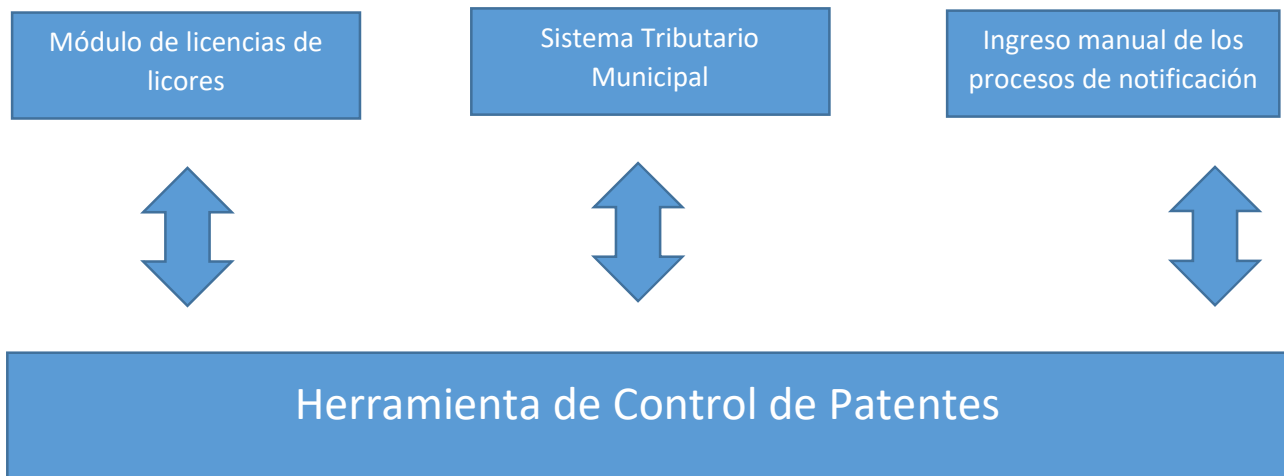 Módulo de licencias de
licores
Sistema Tributario
Municipal
Ingreso manual de los
procesos de notificación
Herramienta de Control de Patentes